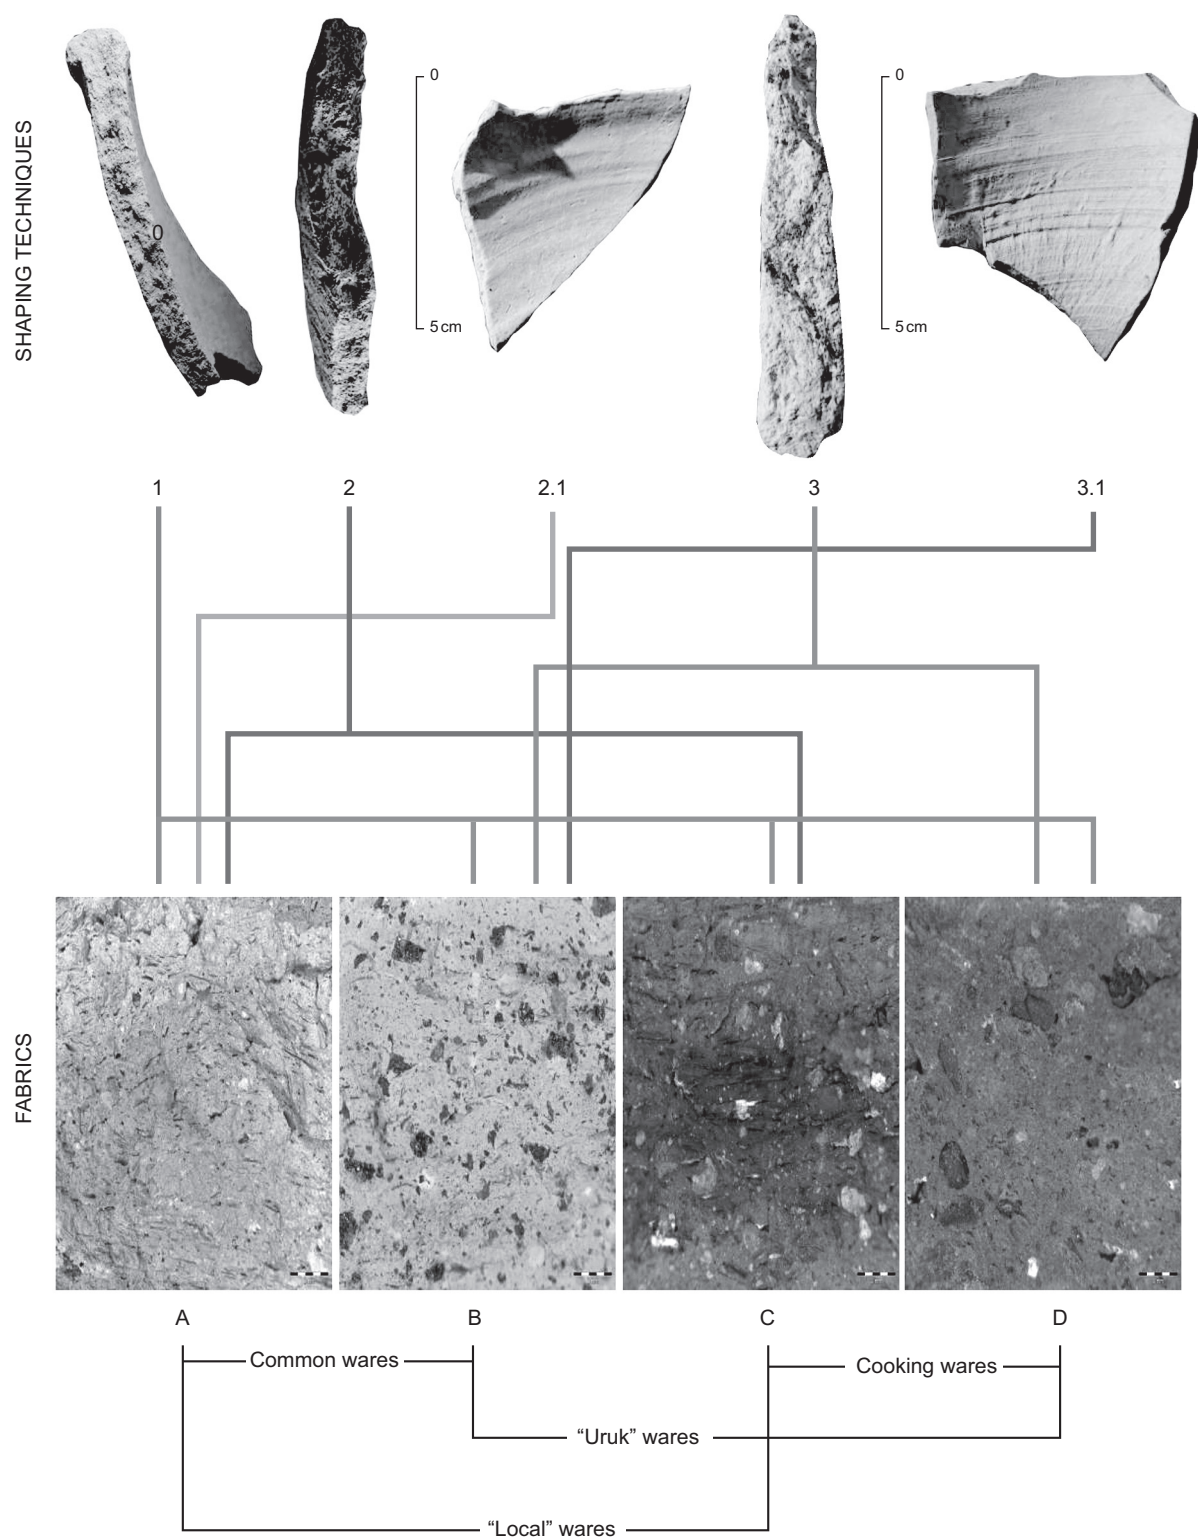 SHAPING TECHNIQUES
0
0
0
5 cm
5 cm
1
2
2.1
3
3.1
FABRICS
A
B
C
D
Common wares
Cooking wares
“Uruk” wares
“Local” wares